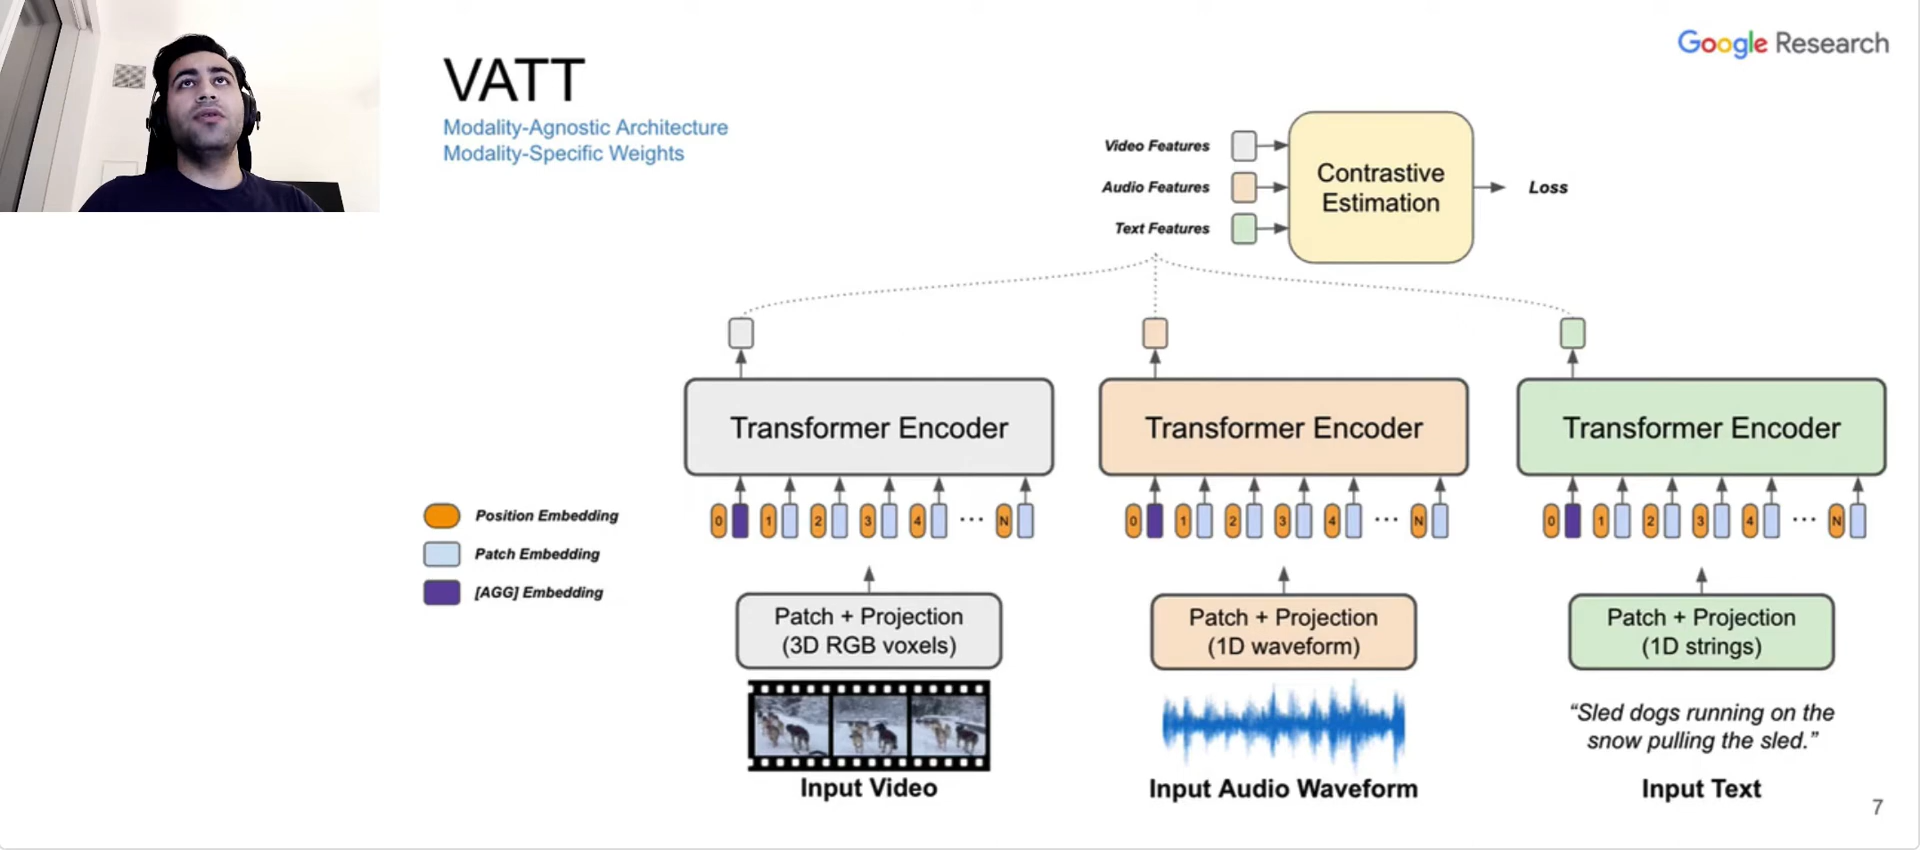 Google Research
VATT
Modality-Agnostic Architecture
Modality-Specific Weights
Video Features
Audio Features
Text Features
Contrastive
Estimation
Loss
Transformer Encoder
Transformer Encoder
Transformer Encoder
0 1 2 3 4 ··· N
0 1 2 3 4 ··· N
0 1 2 3 4 ··· N
Position Embedding
Patch Embedding
[AGG] Embedding
Patch + Projection
(3D RGB voxels)
Patch + Projection
(1D waveform)
Patch + Projection
(1D strings)
“Sled dogs running on the
snow pulling the sled.”
Input Video
Input Audio Waveform
Input Text
7